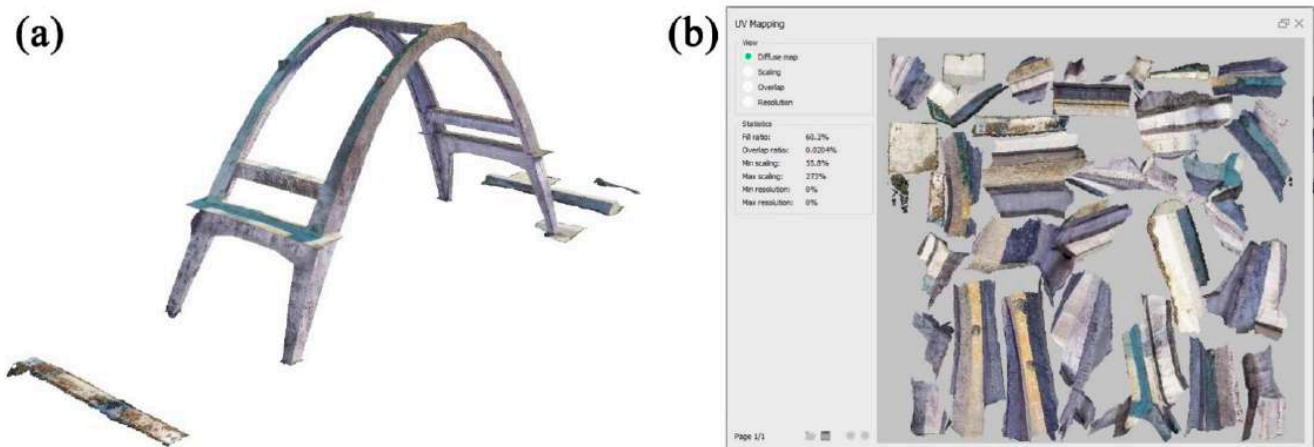 (a)
(b)
UV Mapping
View
Diffuse map
Scaling
Overlap
Resolution
Statistics
Fill ratio: 60.2%
Overlap ratio: 0.0204%
Min scaling: 55.8%
Max scaling: 273%
Min resolution: 0%
Max resolution: 0%
Page 1/1